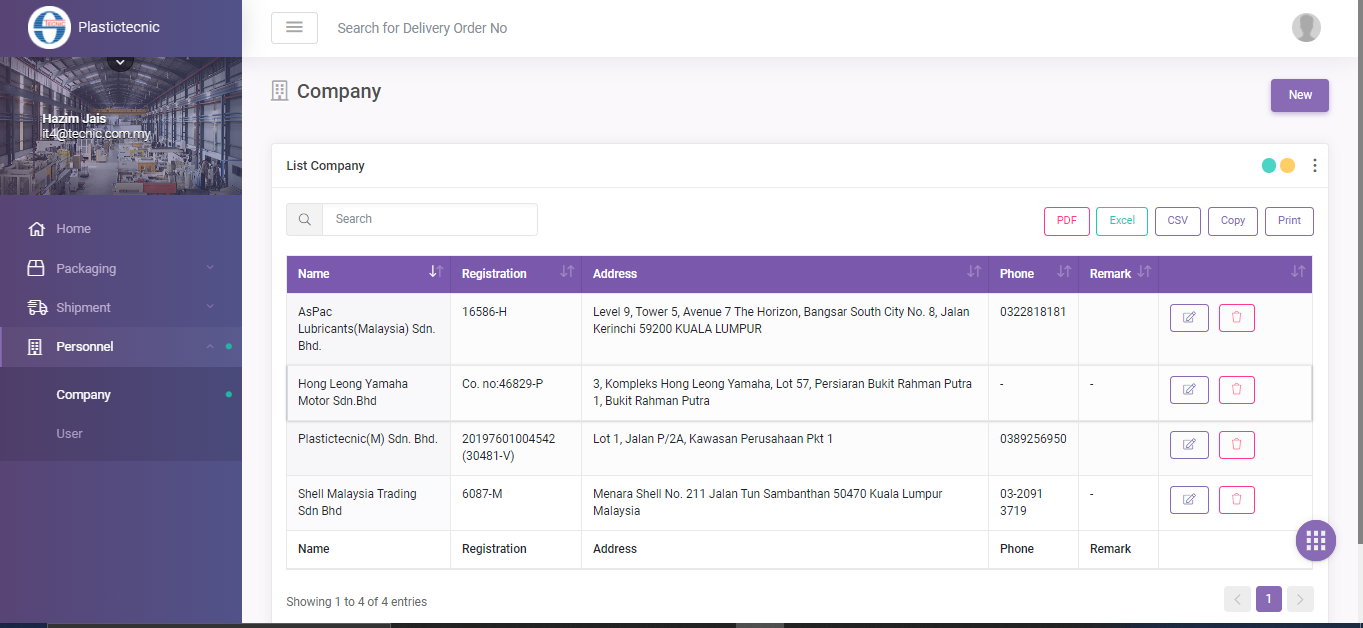 TECNIC
Plastictecnic
Search for Delivery Order No
Hazim Jais
it4@tecnic.com.my
Home
Packaging
Shipment
Personnel
Company
User
Company
New
List Company
Search
PDF
Excel
CSV
Copy
Print
Name Registration Address Phone Remark
AsPac
Lubricants(Malaysia) Sdn.
Bhd.
16586-H
Level 9, Tower 5, Avenue 7 The Horizon, Bangsar South City No. 8, Jalan
Kerinchi 59200 KUALA LUMPUR
0322818181
Hong Leong Yamaha
Motor Sdn.Bhd
Co. no:46829-P
3, Kompleks Hong Leong Yamaha, Lot 57, Persiaran Bukit Rahman Putra
1, Bukit Rahman Putra
-
-
Plastictecnic(M) Sdn. Bhd.
20197601004542
(30481-V)
Lot 1, Jalan P/2A, Kawasan Perusahaan Pkt 1
0389256950
Shell Malaysia Trading
Sdn Bhd
6087-M
Menara Shell No. 211 Jalan Tun Sambanthan 50470 Kuala Lumpur
Malaysia
03-2091
3719
-
Name Registration Address Phone Remark
Showing 1 to 4 of 4 entries
1